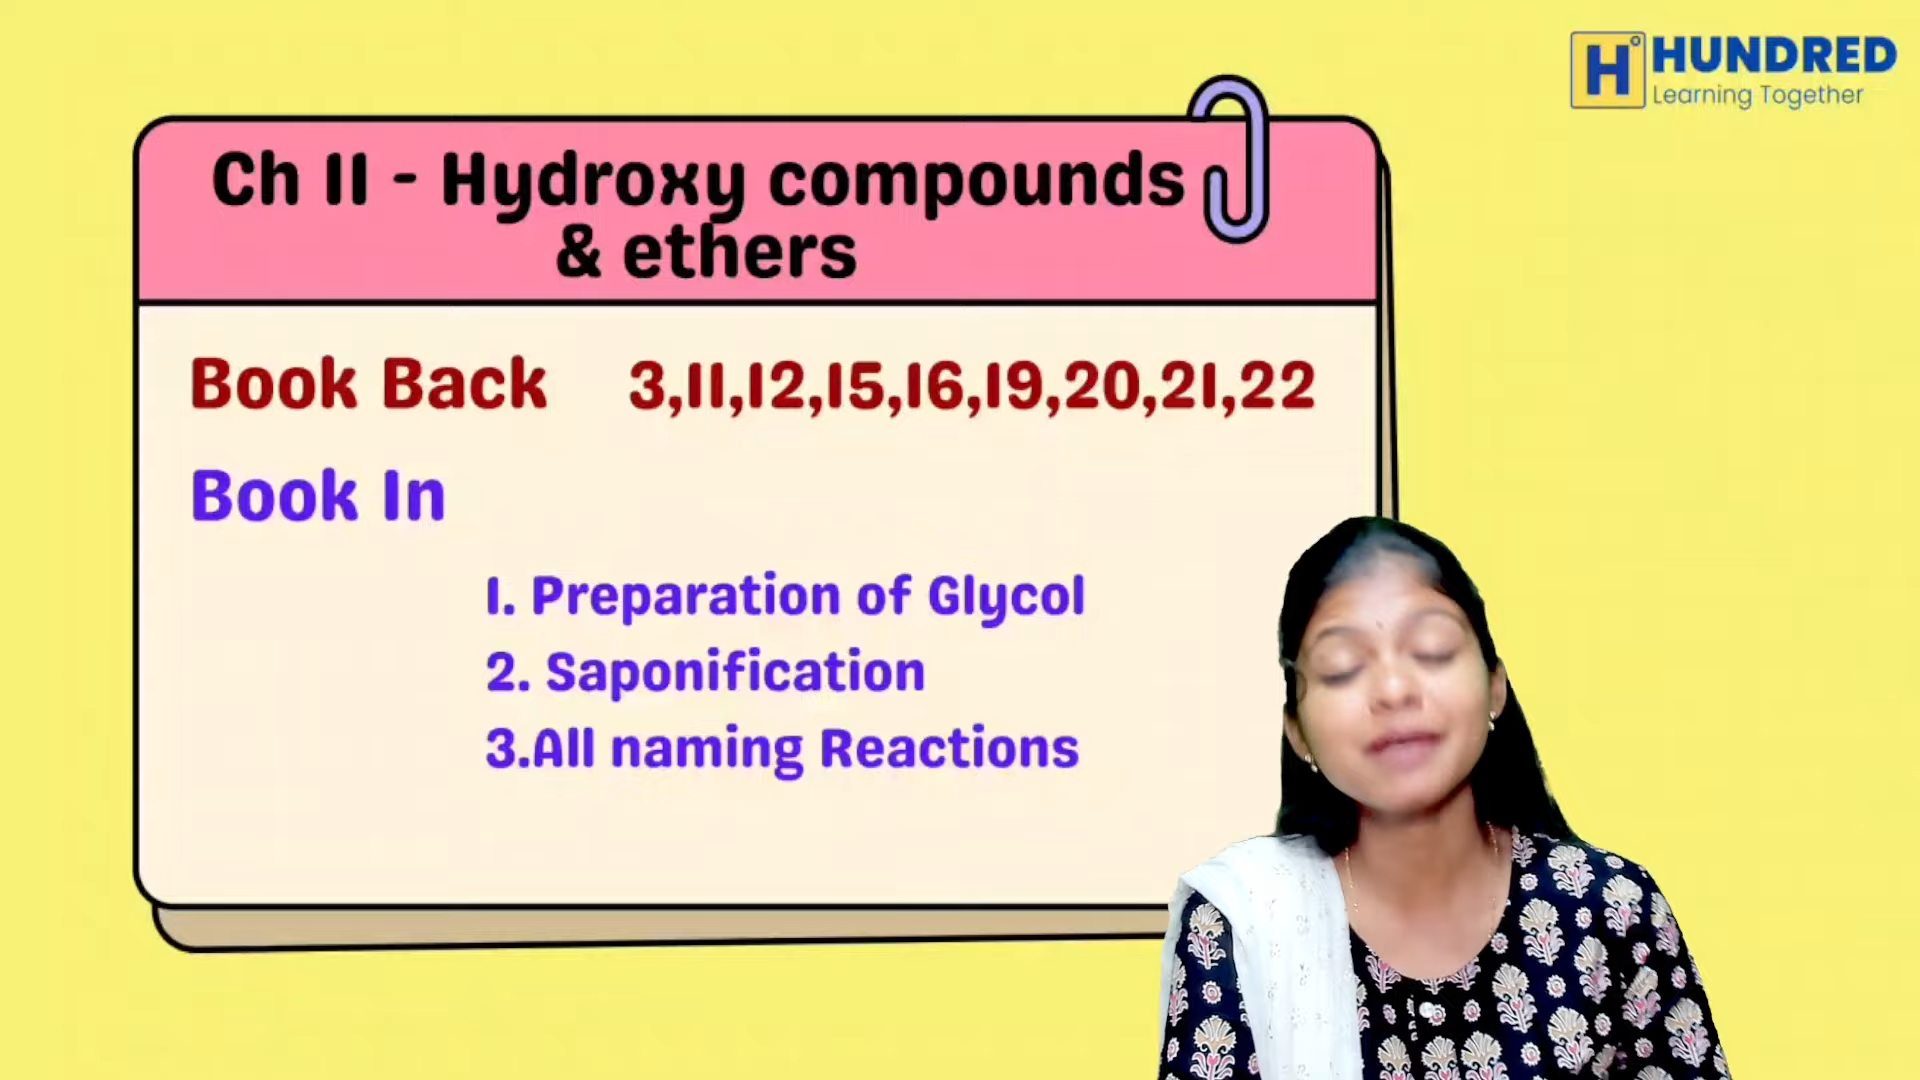 H° HUNDRED
Learning Together
Ch 11 - Hydroxy compounds
& ethers
Book Back 3,11,12,15,16,19,20,21,22
Book In
1. Preparation of Glycol
2. Saponification
3.All naming Reactions